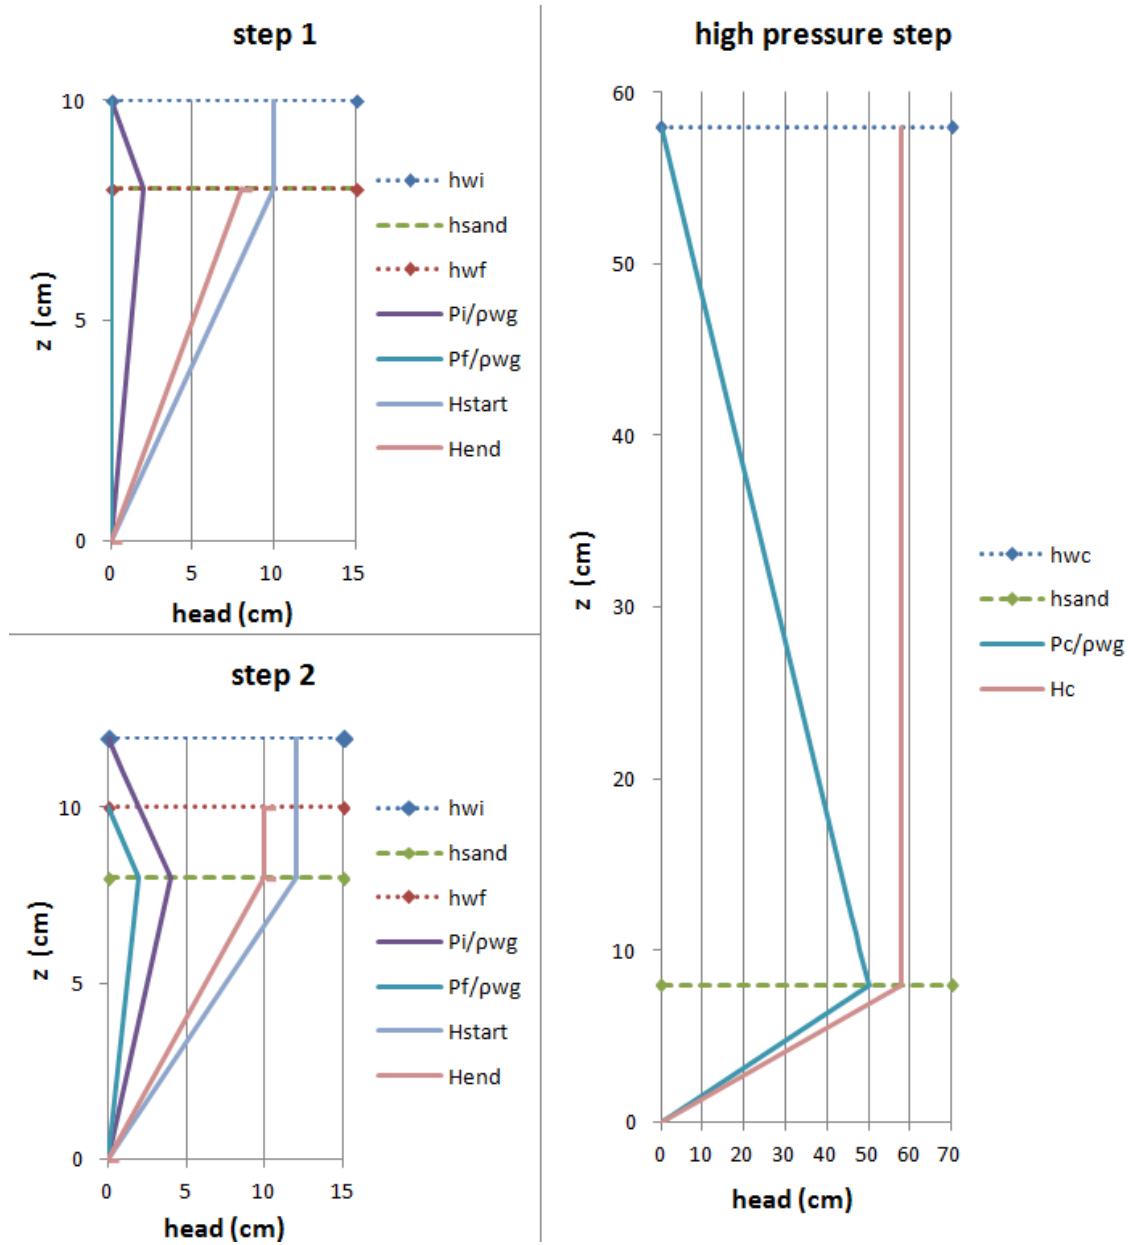 step 1
10
5
0
z (cm)
0 5 10 15
head (cm)
hwi
hsand
hwf
Pi/ρwg
Pf/ρwg
Hstart
Hend
step 2
10
5
0
z (cm)
0 5 10 15
head (cm)
hwi
hsand
hwf
Pi/ρwg
Pf/ρwg
Hstart
Hend
high pressure step
60
50
40
30
20
10
0
z (cm)
0 10 20 30 40 50 60 70
head (cm)
hwc
hsand
Pc/ρwg
Hc